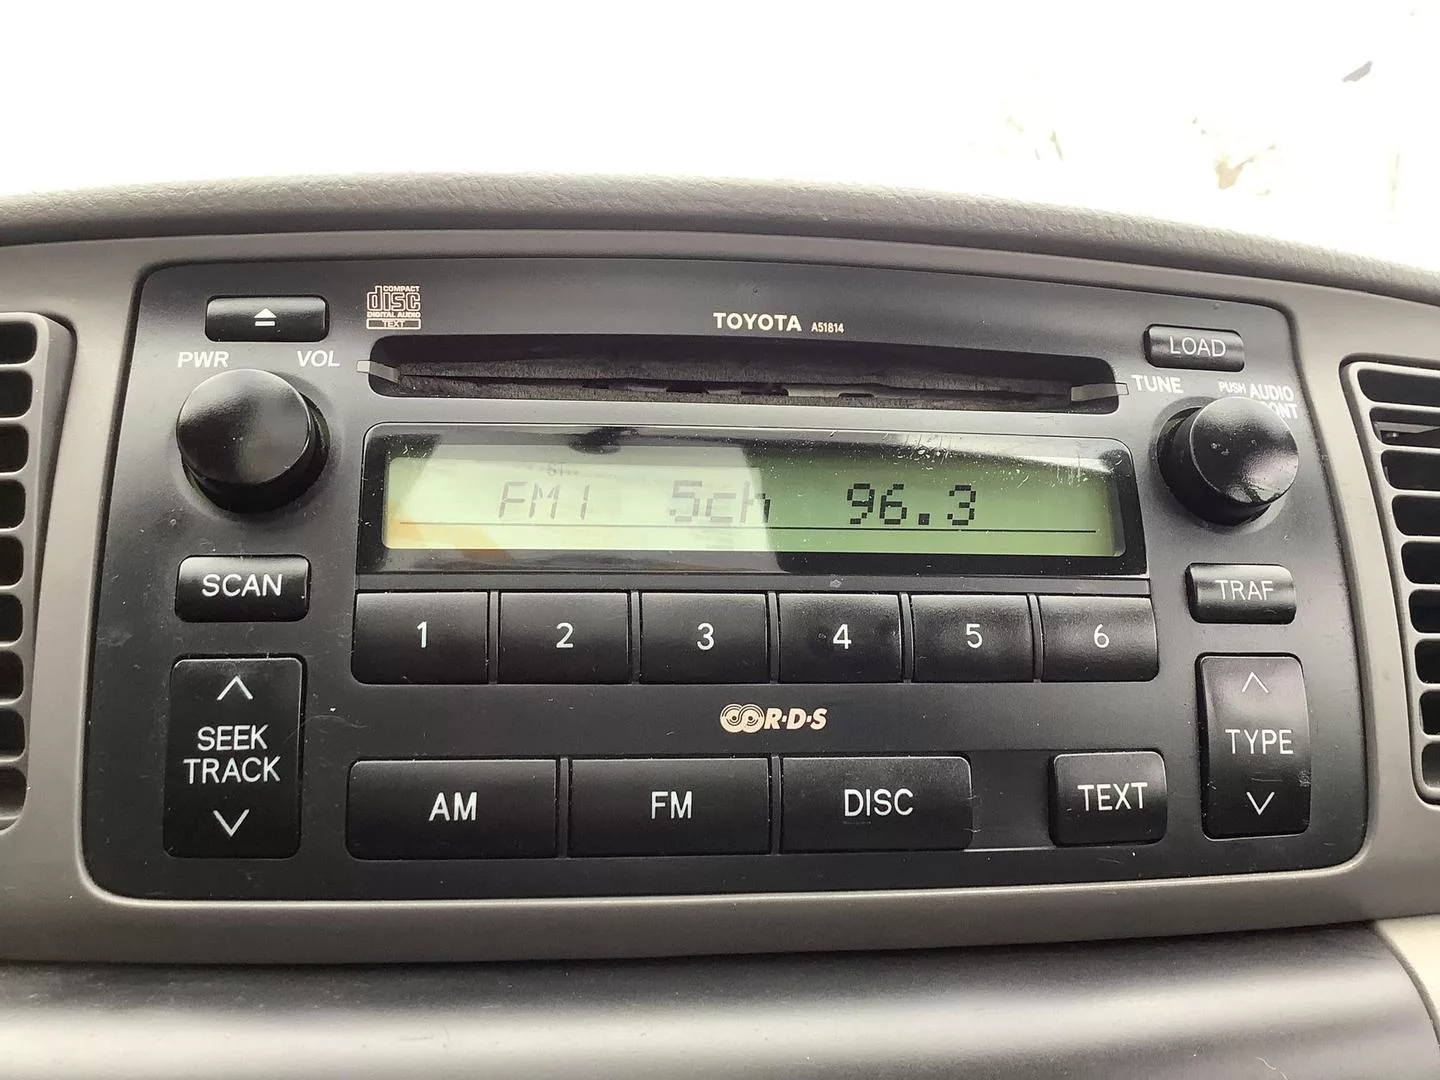 COMPACT
disc
DIGITAL AUDIO
TEXT
TOYOTA A51814
LOAD
PWR VOL
TUNE PUSH AUDIO
CONT
FM1 5ch 96.3
SCAN
TRAF
1 2 3 4 5 6
R·D·S
SEEK
TRACK
TYPE
AM FM DISC TEXT